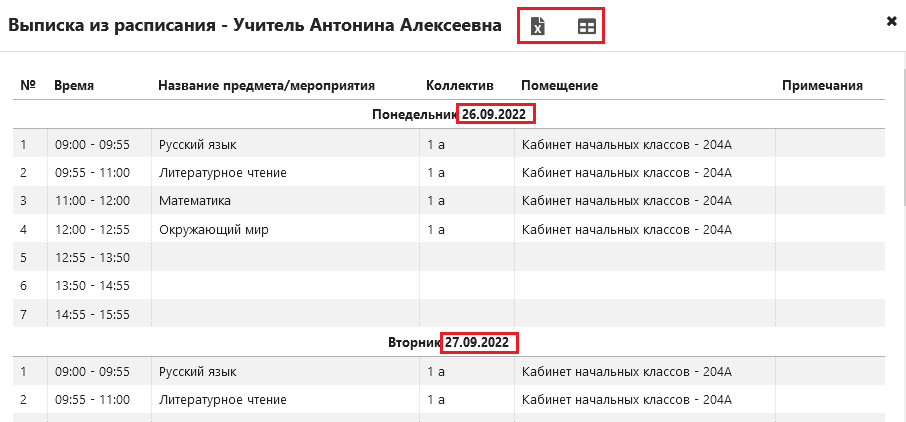 Выписка из расписания - Учитель Антонина Алексеевна
№ Время Название предмета/мероприятия Коллектив Помещение Примечания
Понедельник 26.09.2022
1 09:00 - 09:55 Русский язык 1 а Кабинет начальных классов - 204А
2 09:55 - 11:00 Литературное чтение 1 а Кабинет начальных классов - 204А
3 11:00 - 12:00 Математика 1 а Кабинет начальных классов - 204А
4 12:00 - 12:55 Окружающий мир 1 а Кабинет начальных классов - 204А
5 12:55 - 13:50
6 13:50 - 14:55
7 14:55 - 15:55
Вторник 27.09.2022
1 09:00 - 09:55 Русский язык 1 а Кабинет начальных классов - 204А
2 09:55 - 11:00 Литературное чтение 1 а Кабинет начальных классов - 204А